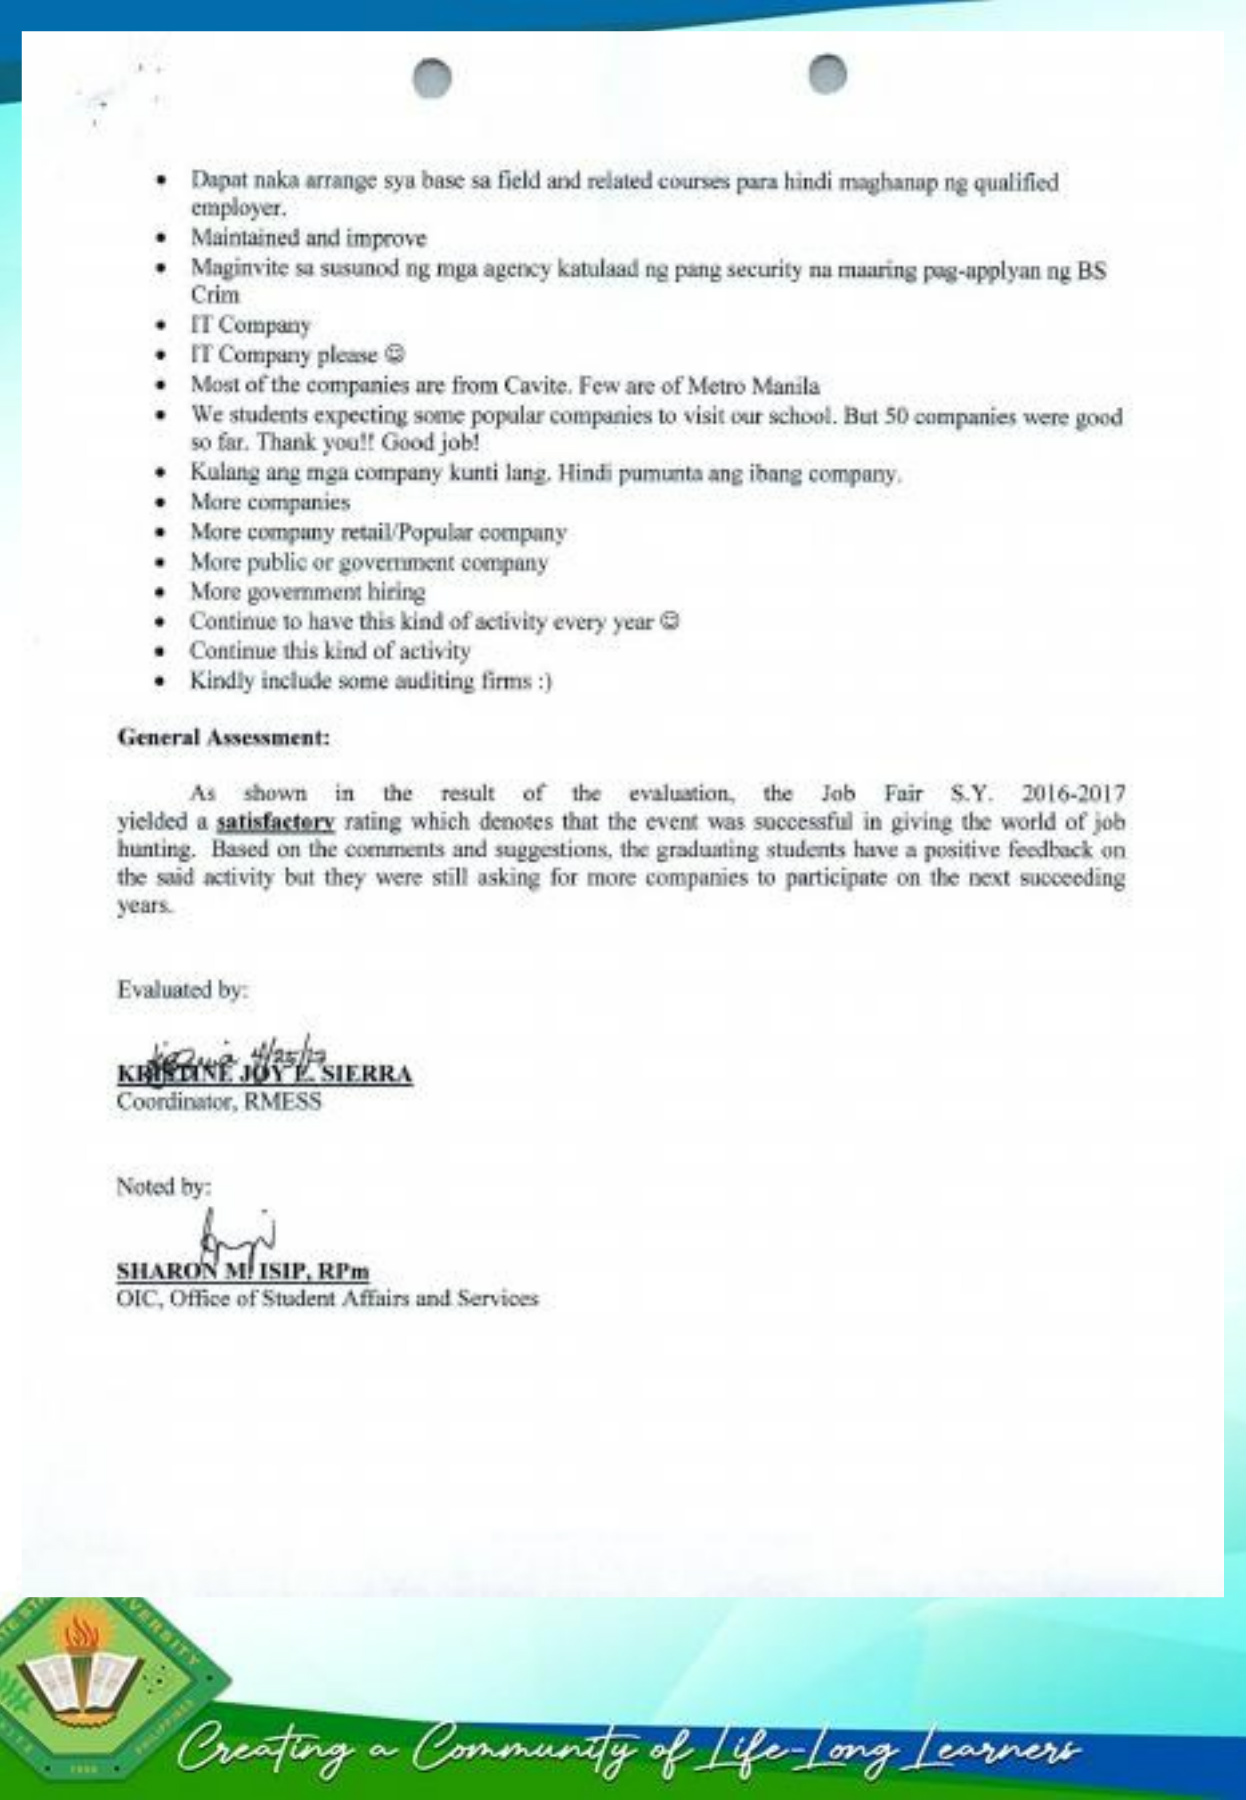 • Dapat naka arrange sya base sa field and related courses para hindi maghanap ng qualified
employer.
• Maintained and improve
• Maginvite sa susunod ng mga agency katulaad ng pang security na maaring pag-applyan ng BS
Crim
• IT Company
• IT Company please ☺
• Most of the companies are from Cavite. Few are of Metro Manila
• We students expecting some popular companies to visit our school. But 50 companies were good
so far. Thank you!! Good job!
• Kulang ang mga company kunti lang. Hindi pumunta ang ibang company.
• More companies
• More company retail/Popular company
• More public or government company
• More government hiring
• Continue to have this kind of activity every year ☺
• Continue this kind of activity
• Kindly include some auditing firms :)
General Assessment:
As shown in the result of the evaluation, the Job Fair S.Y. 2016-2017
yielded a satisfactory rating which denotes that the event was successful in giving the world of job
hunting. Based on the comments and suggestions, the graduating students have a positive feedback on
the said activity but they were still asking for more companies to participate on the next succeeding
years.
Evaluated by:
KRISTINE JOY E. SIERRA
Coordinator, RMESS
Noted by:
SHARON M. ISIP, RPm
OIC, Office of Student Affairs and Services
Creating a Community of Life-Long Learners